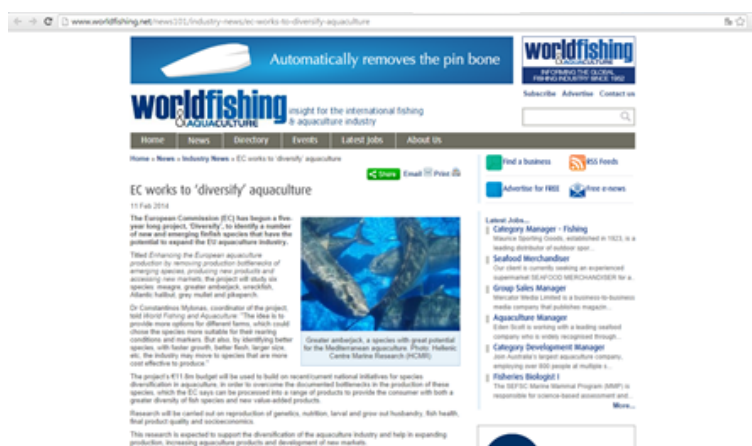 www.worldfishing.net/news101/industry-news/ec-works-to-diversify-aquaculture
Automatically removes the pin bone
worldfishing
& AQUACULTURE
INFORMING THE GLOBAL
FISHING INDUSTRY SINCE 1952
Subscribe Advertise Contact us
worldfishing
& AQUACULTURE
insight for the international fishing
& aquaculture industry
Home News Directory Events Latest Jobs About Us
Home » News » Industry News » EC works to 'diversify' aquaculture
Share Email Print
EC works to 'diversify' aquaculture
11 Feb 2014
The European Commission (EC) has begun a five-
year long project, 'Diversify', to identify a number
of new and emerging finfish species that have the
potential to expand the EU aquaculture industry.
Titled Enhancing the European aquaculture
production by removing production bottlenecks of
emerging species, producing new products and
accessing new markets, the project will study six
species: meagre, greater amberjack, wreckfish,
Atlantic halibut, grey mullet and pikeperch.
Dr Constantinos Mylonas, coordinator of the project,
told World Fishing and Aquaculture: "The idea is to
provide more options for different farms, which could
chose the species more suitable for their rearing
conditions and markets. But also, by identifying better
species, with faster growth, better flesh, larger size,
etc, the industry may move to species that are more
cost effective to produce."
Greater amberjack, a species with great potential
for the Mediterranean aquaculture. Photo: Hellenic
Centre Marine Research (HCMR)
The project's €11.8m budget will be used to build on recent/current national initiatives for species
diversification in aquaculture, in order to overcome the documented bottlenecks in the production of these
species, which the EC says can be processed into a range of products to provide the consumer with both a
greater diversity of fish species and new value-added products.
Research will be carried out on reproduction of genetics, nutrition, larval and grow out husbandry, fish health,
final product quality and socioeconomics.
This research is expected to support the diversification of the aquaculture industry and help in expanding
production, increasing aquaculture products and development of new markets.
Find a business RSS Feeds
Advertise for FREE Free e-news
Latest Jobs...
Category Manager - Fishing
Maurice Sporting Goods, established in 1923, is a
leading distributor of outdoor spor...
Seafood Merchandiser
Our client is currently seeking an experienced
supermarket SEAFOOD MERCHANDISER for a..
Group Sales Manager
Mercator Media Limited is a business-to-business
media company that publishes magazin...
Aquaculture Manager
Eden Scott is working with a leading seafood
company who is widely recognised through...
Category Development Manager
Join Australia's largest aquaculture company,
employing over 800 people at multiple s...
Fisheries Biologist I
The SEFSC Marine Mammal Program (MMP) is
responsible for science-based assessment and...
More...